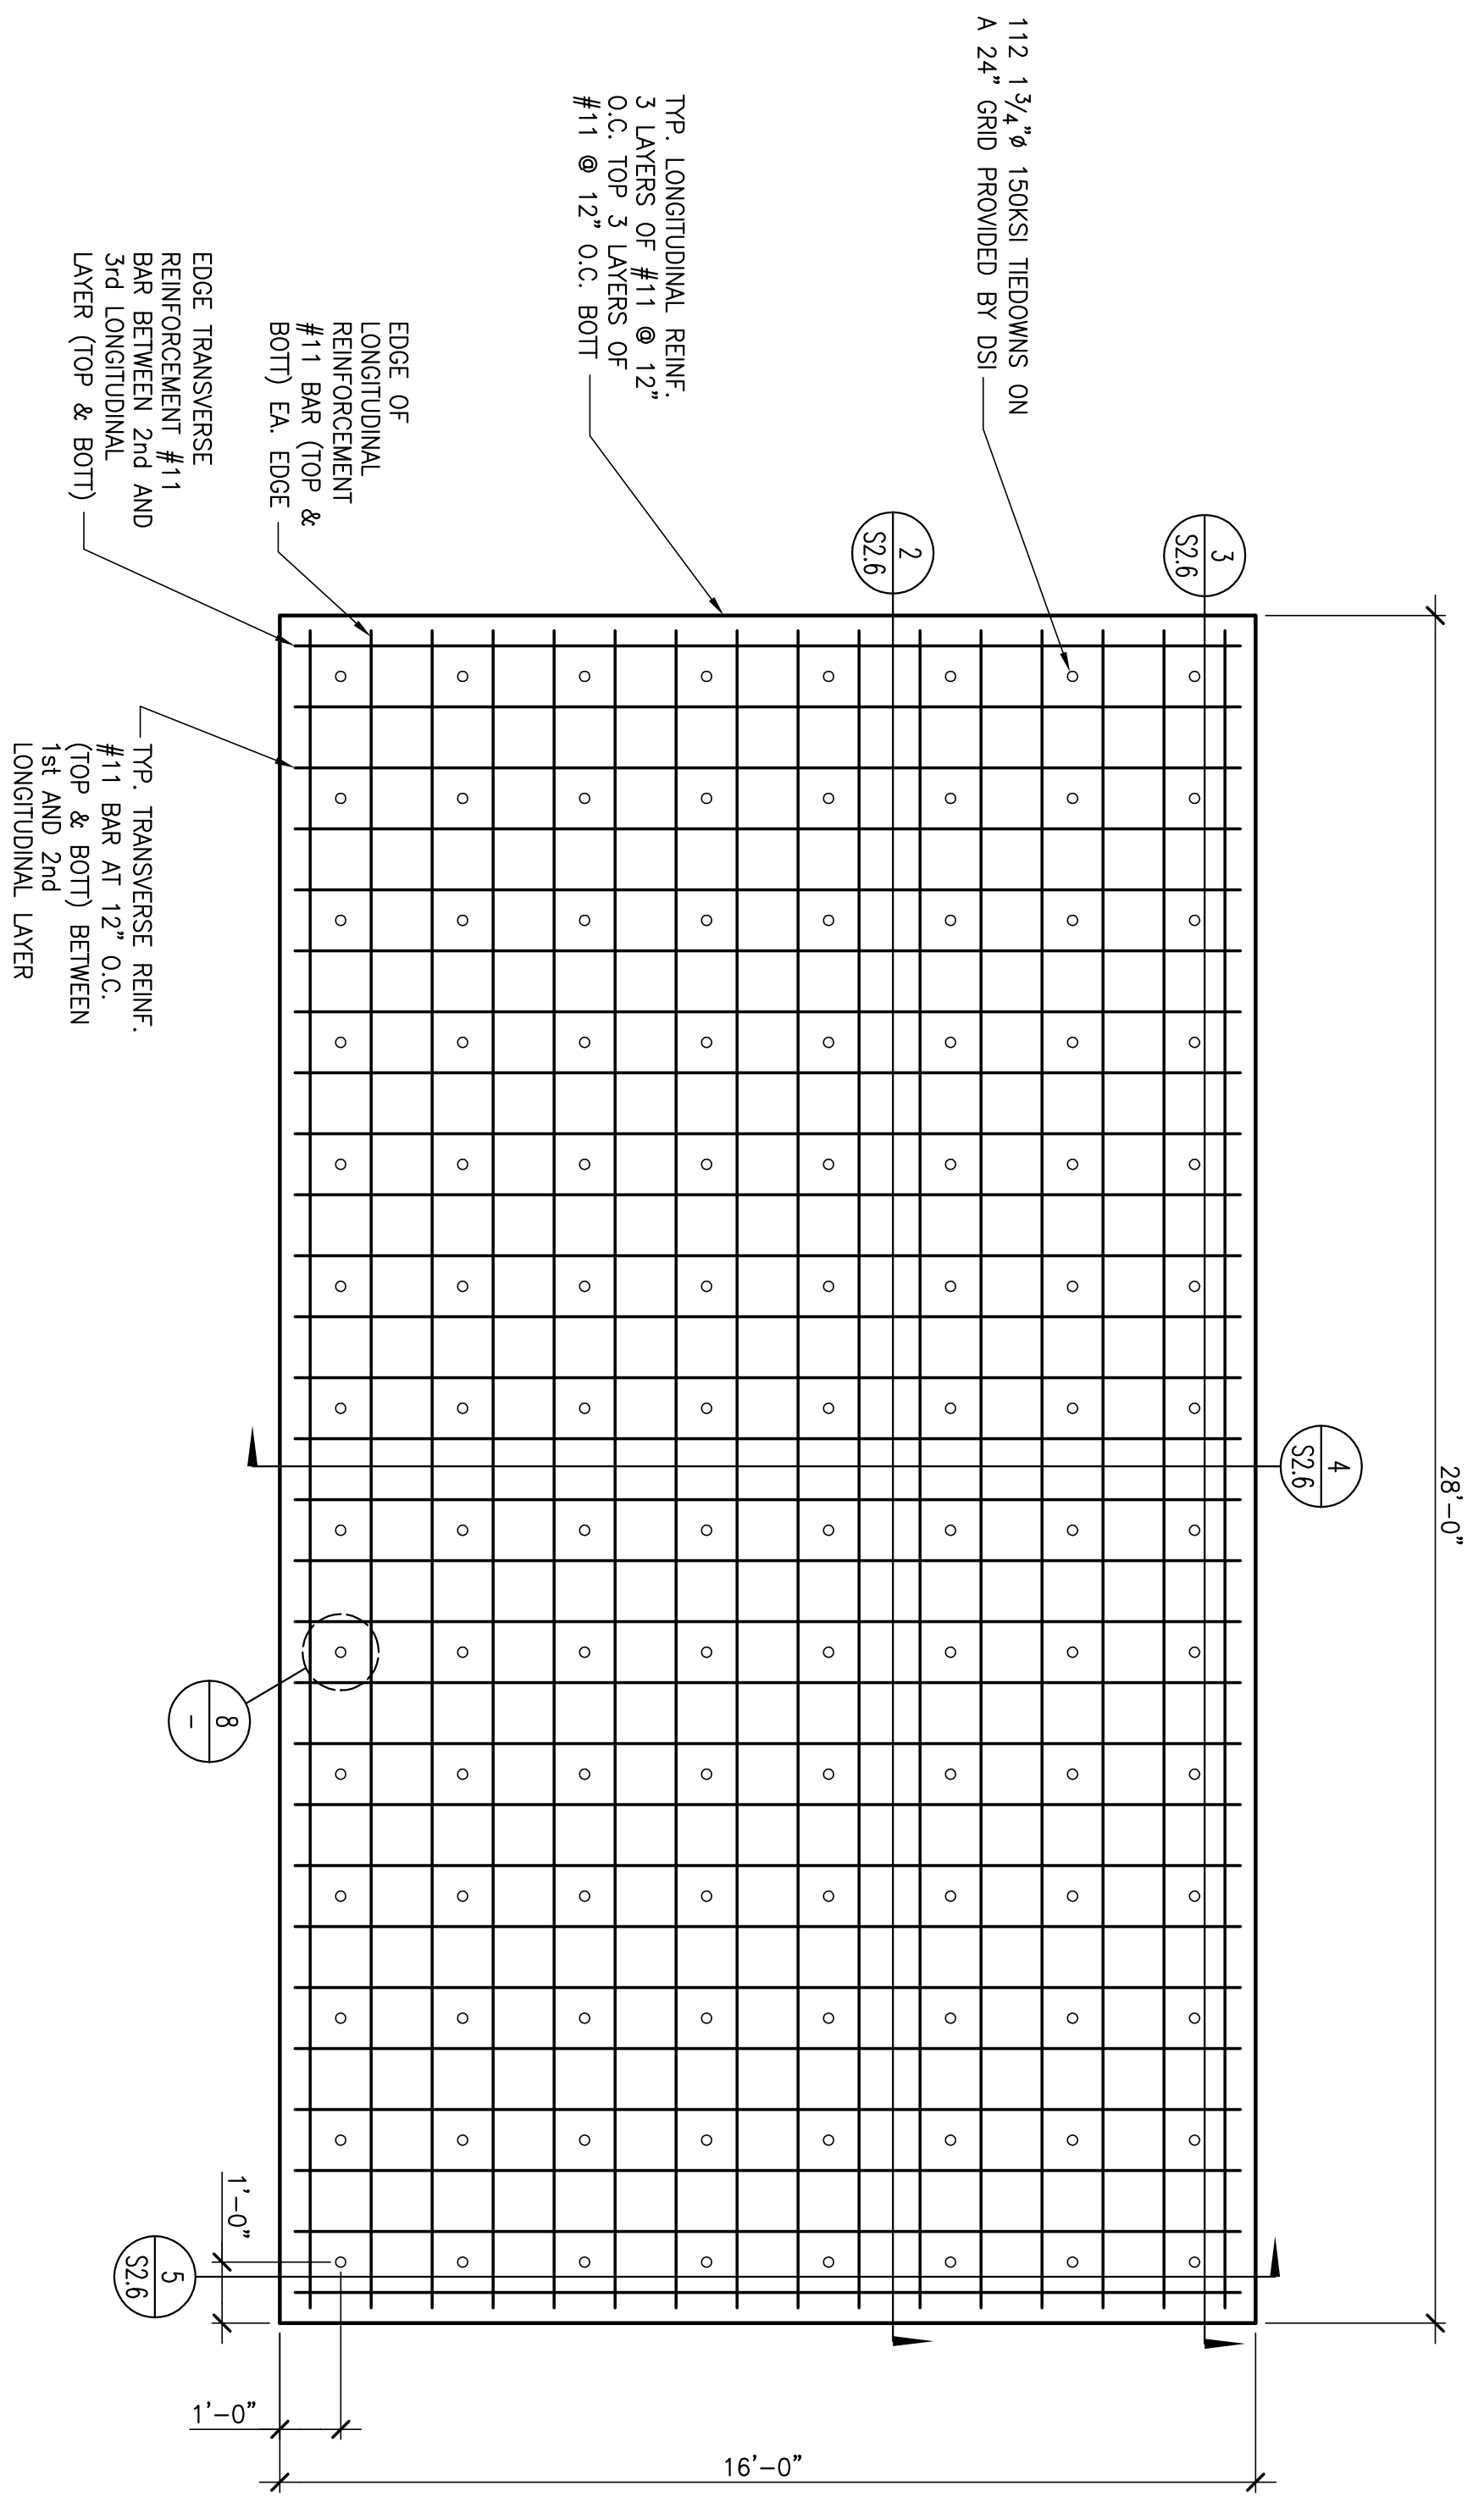 112 1 3/4"ø 150KSI TIEDOWNS ON
A 24" GRID PROVIDED BY DSI
TYP. LONGITUDINAL REINF.
3 LAYERS OF #11 @ 12"
O.C. TOP 3 LAYERS OF
#11 @ 12" O.C. BOTT
EDGE OF
LONGITUDINAL
REINFORCEMENT
#11 BAR (TOP &
BOTT) EA. EDGE
EDGE TRANSVERSE
REINFORCEMENT #11
BAR BETWEEN 2nd AND
3rd LONGITUDINAL
LAYER (TOP & BOTT)
TYP. TRANSVERSE REINF.
#11 BAR AT 12" O.C.
(TOP & BOTT) BETWEEN
1st AND 2nd
LONGITUDINAL LAYER
3
S2.6
2
S2.6
28'-0"
4
S2.6
8
-
1'-0"
5
S2.6
1'-0"
16'-0"